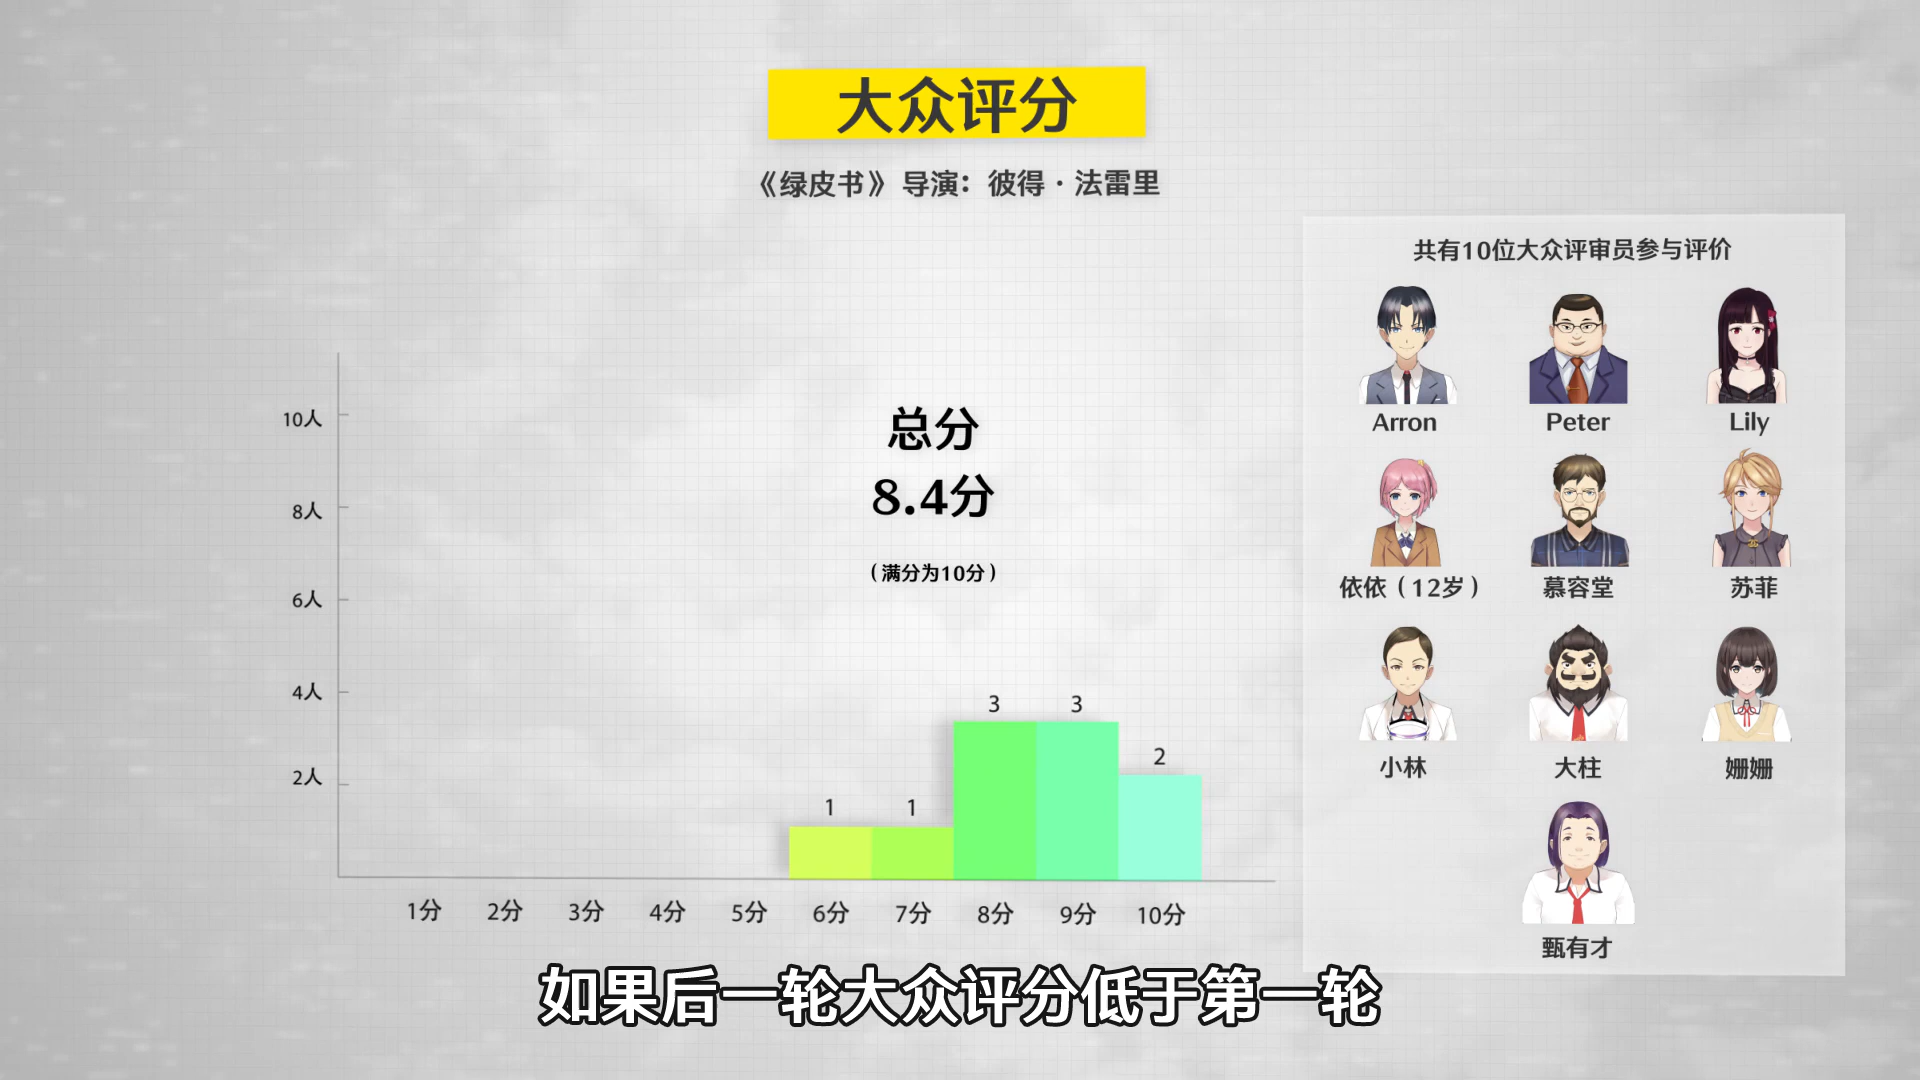 大众评分
《绿皮书》 导演：彼得·法雷里
共有10位大众评审员参与评价
Arron
Peter
Lily
依依（12岁）
慕容堂
苏菲
小林
大柱
姗姗
甄有才
总分
8.4分
（满分为10分）
10人
8人
6人
4人
2人
1
1
3
3
2
1分
2分
3分
4分
5分
6分
7分
8分
9分
10分
如果后一轮大众评分低于第一轮